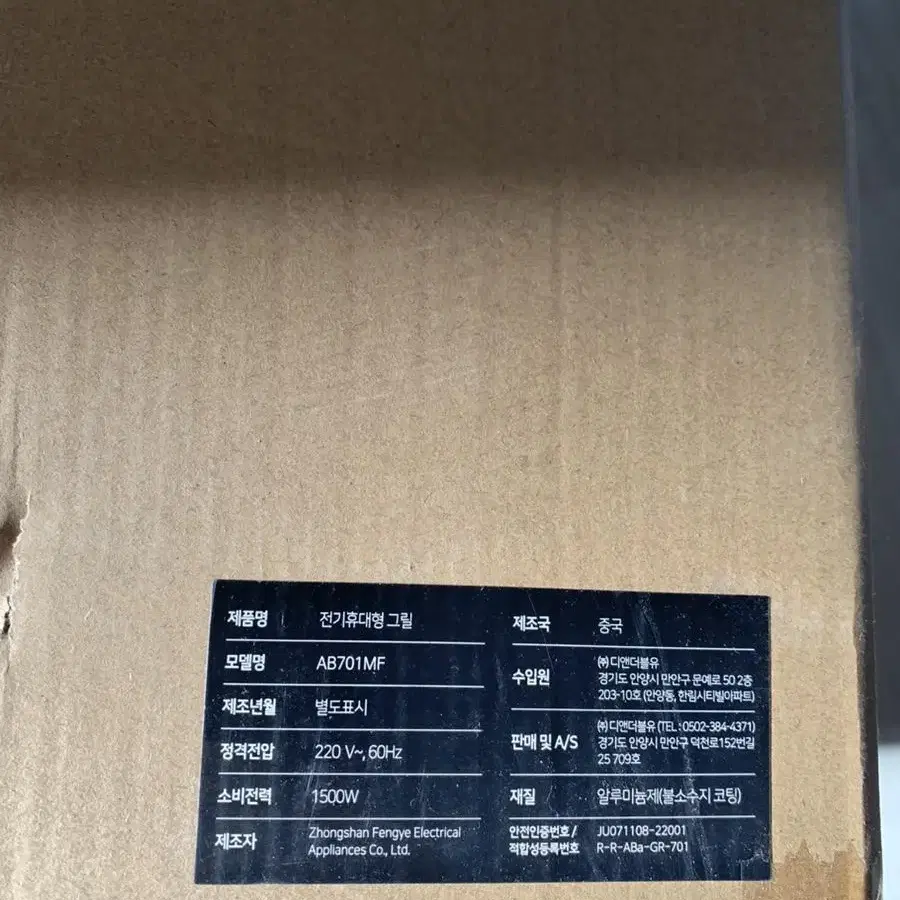 제품명 전기휴대형 그릴
모델명 AB701MF
제조년월 별도표시
정격전압 220 V~, 60Hz
소비전력 1500W
제조자 Zhongshan Fengye Electrical
Appliances Co., Ltd.
제조국 중국
수입원 ㈜디앤더블유
경기도 안양시 만안구 문예로 50 2층
203-10호 (안양동, 한림시티빌아파트)
판매 및 A/S ㈜디앤더블유 (TEL : 0502-384-4371)
경기도 안양시 만안구 덕천로152번길
25 709호
재질 알루미늄제(불소수지 코팅)
안전인증번호 / JU071108-22001
적합성등록번호 R-R-ABa-GR-701